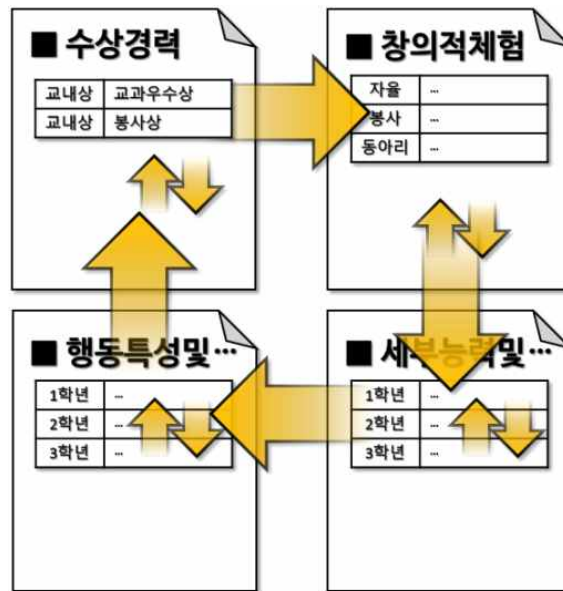 ■ 수상경력
교내상 교과우수상
교내상 봉사상
■ 창의적체험
자율 ...
봉사 ...
동아리 ...
■ 행동특성및...
1학년 ...
2학년 ...
3학년 ...
■ 세부능력및...
1학년 ...
2학년 ...
3학년 ...